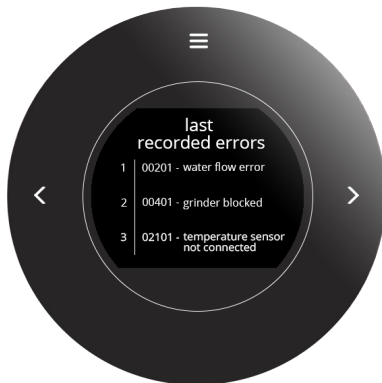 last
recorded errors
1 00201 - water flow error
2 00401 - grinder blocked
3 02101 - temperature sensor
not connected